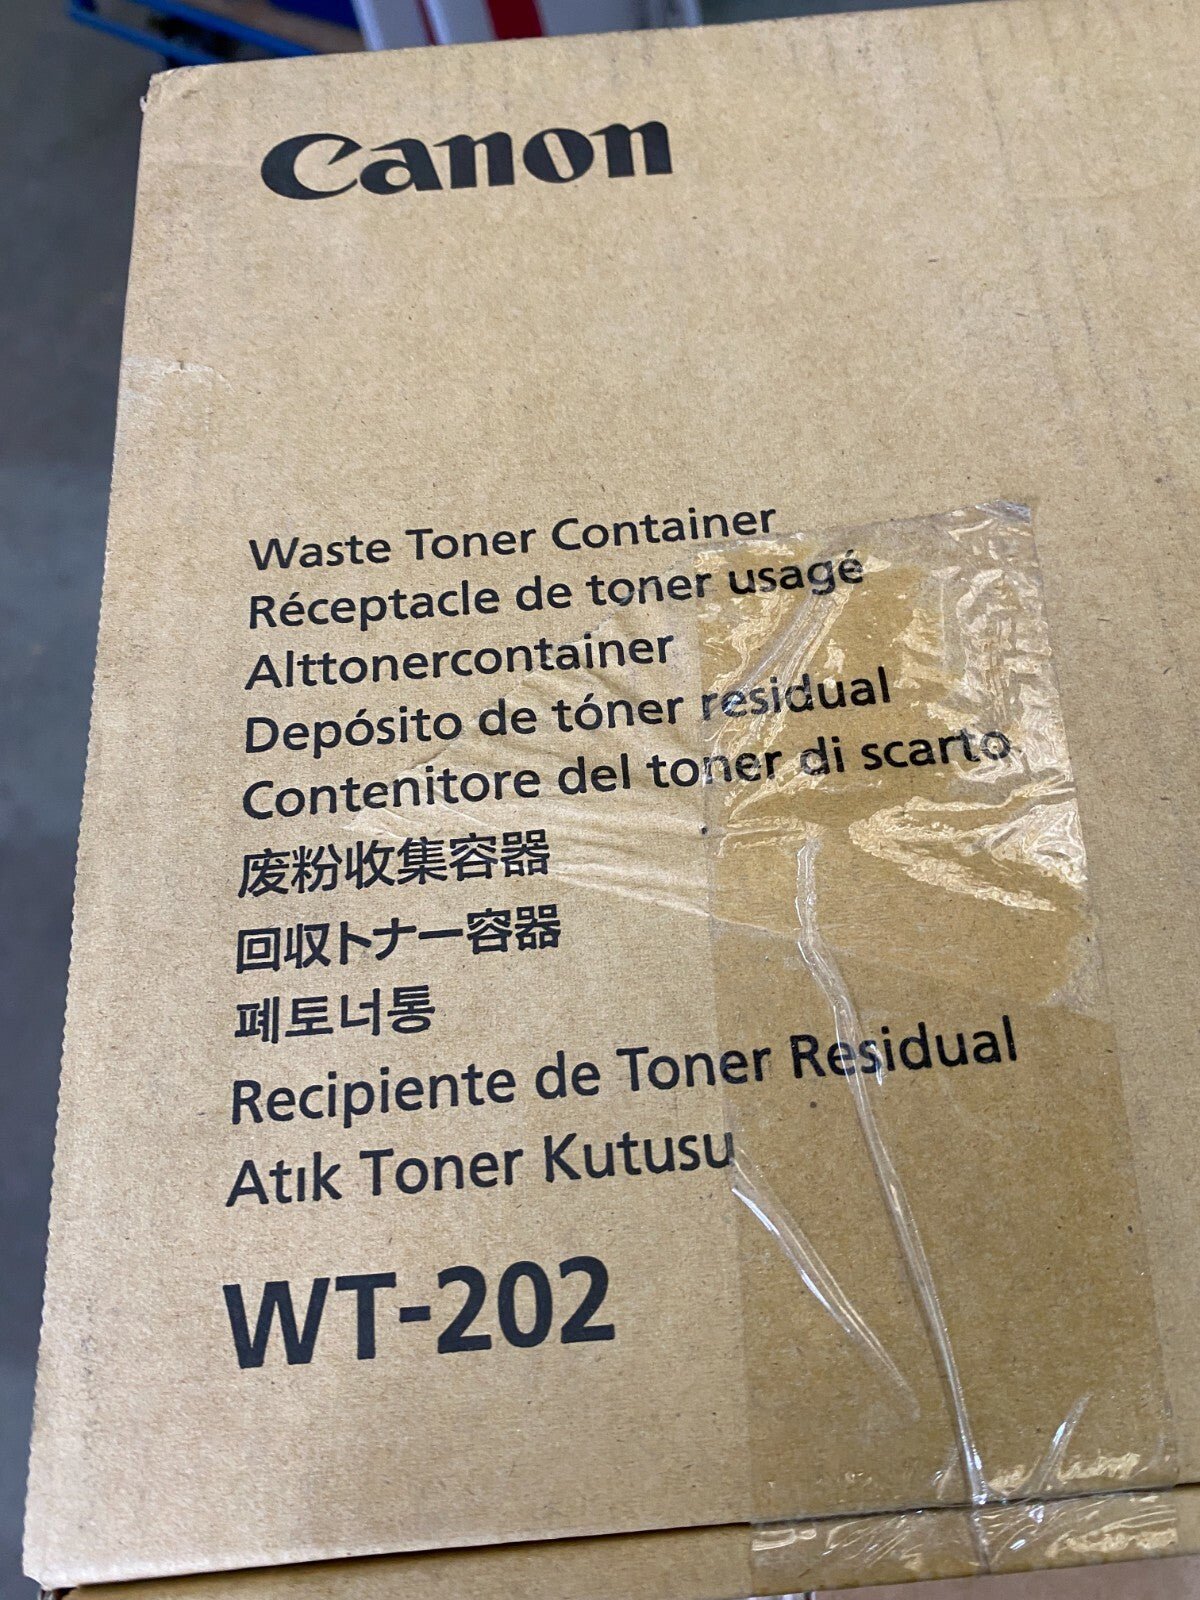 Canon
Waste Toner Container
Réceptacle de toner usagé
Alttonercontainer
Depósito de tóner residual
Contenitore del toner di scarto
废粉收集容器
回収トナー容器
폐토너통
Recipiente de Toner Residual
Atık Toner Kutusu
WT-202